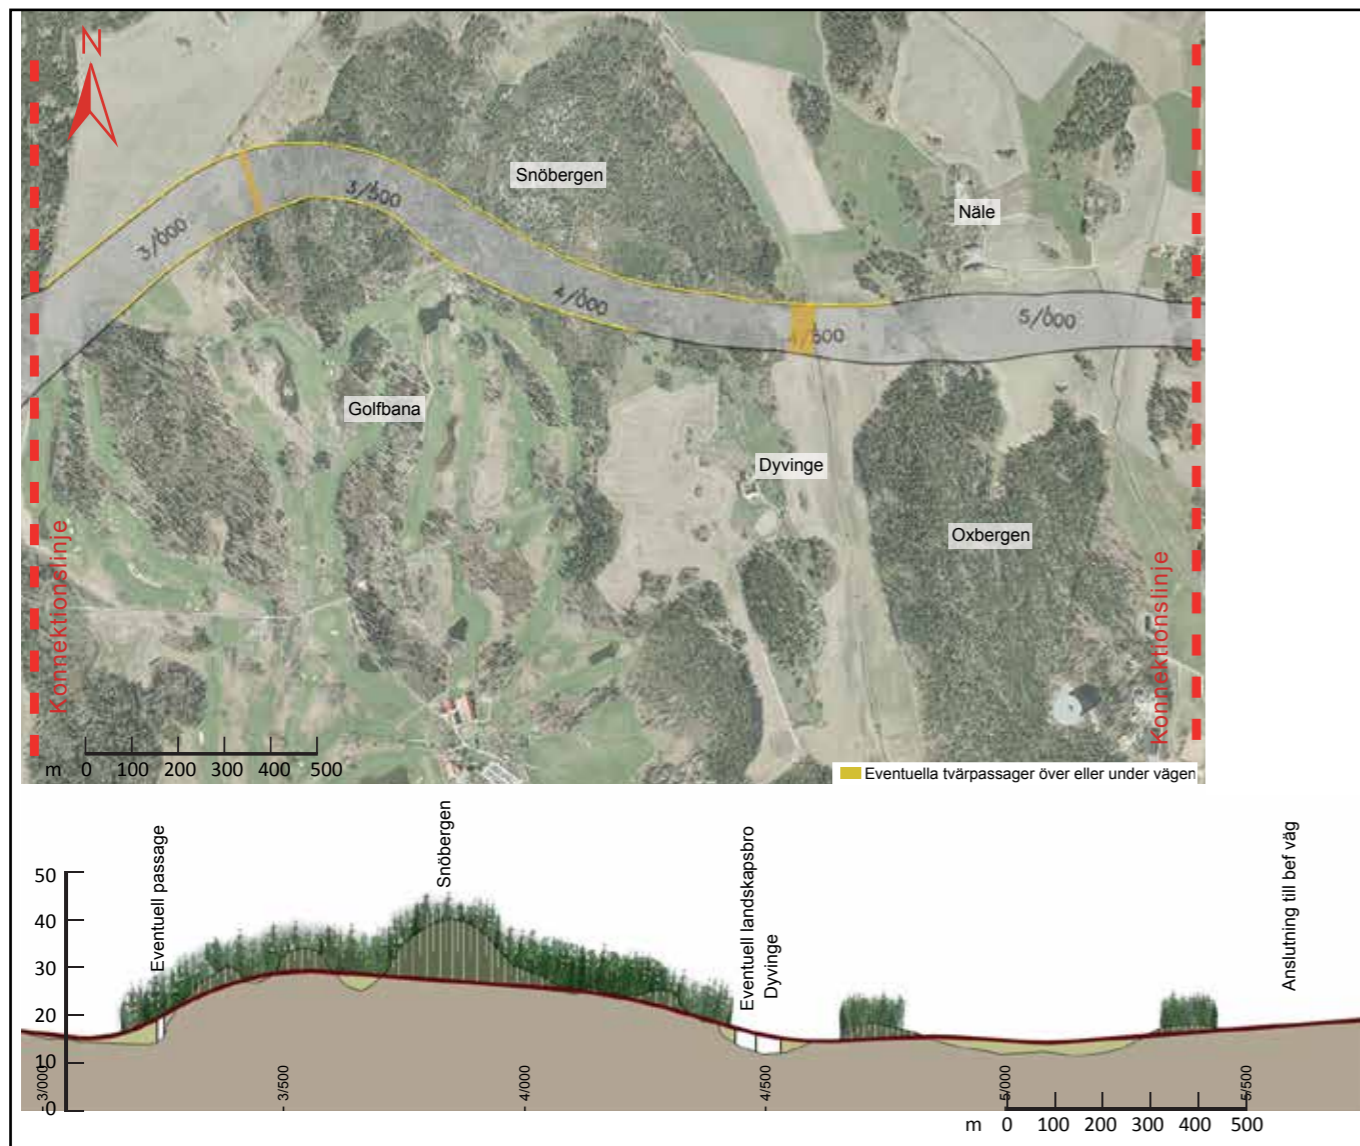 N
Snöbergen
Näle
3/000
3/500
4/000
4/500
5/000
Golfbana
Dyvinge
Oxbergen
Konnektionslinje
Konnektionslinje
m 0 100 200 300 400 500
Eventuella tvärpassager över eller under vägen
Eventuell passage
Snöbergen
Eventuell landskapsbro
Dyvinge
Anslutning till bef väg
50
40
30
20
10
0
3/000
3/500
4/000
4/500
5/000
5/500
m 0 100 200 300 400 500